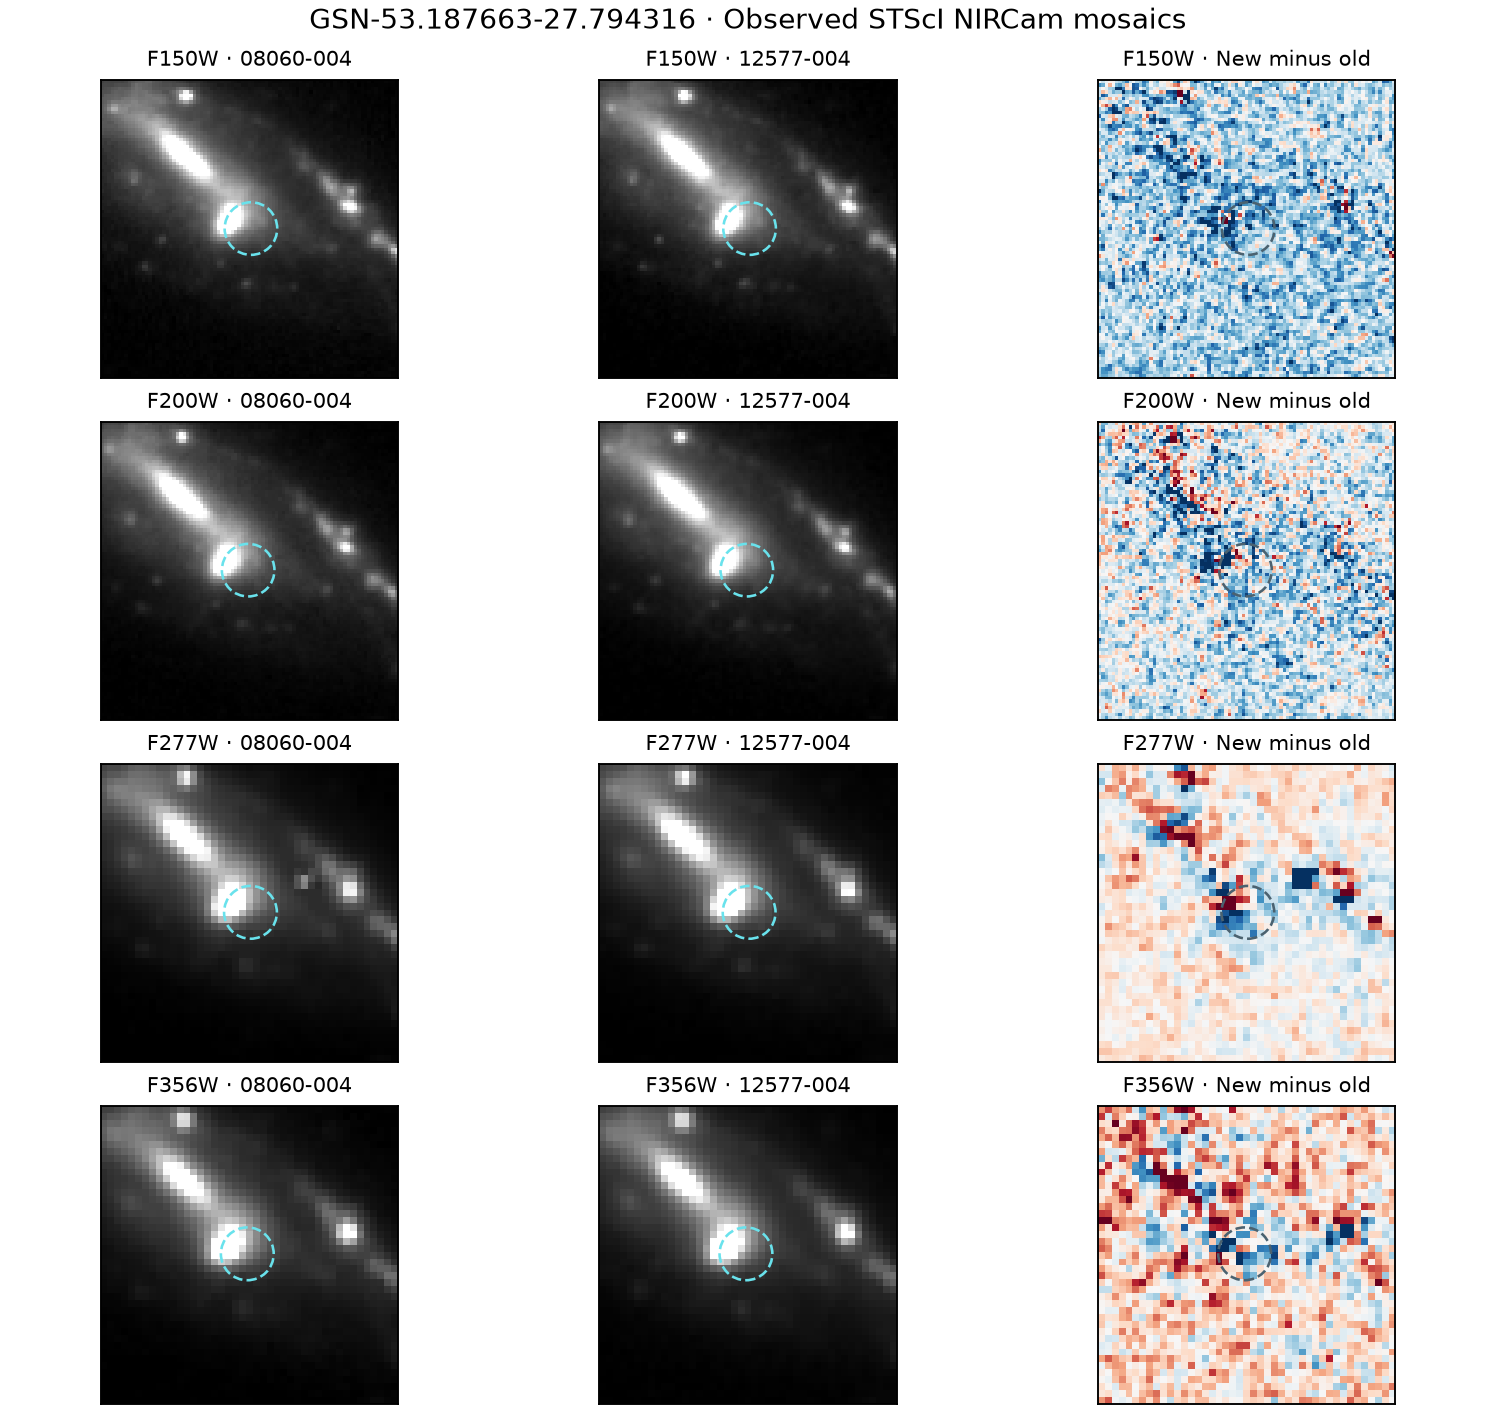 GSN-53.187663-27.794316 · Observed STScI NIRCam mosaics
F150W · 08060-004
F150W · 12577-004
F150W · New minus old
F200W · 08060-004
F200W · 12577-004
F200W · New minus old
F277W · 08060-004
F277W · 12577-004
F277W · New minus old
F356W · 08060-004
F356W · 12577-004
F356W · New minus old